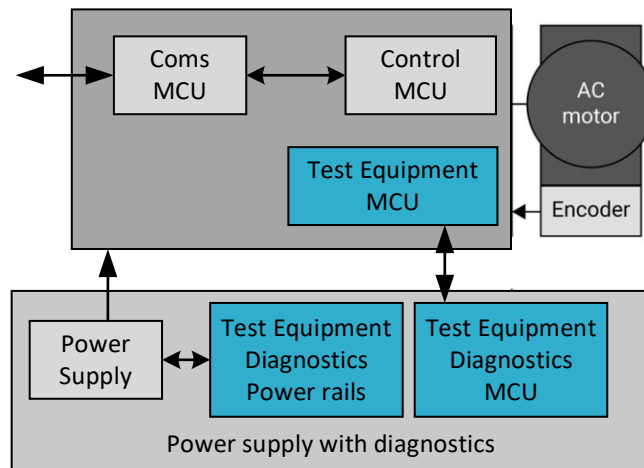 Coms
MCU
Control
MCU
AC
motor
Test Equipment
MCU
Encoder
Power
Supply
Test Equipment
Diagnostics
Power rails
Test Equipment
Diagnostics
MCU
Power supply with diagnostics